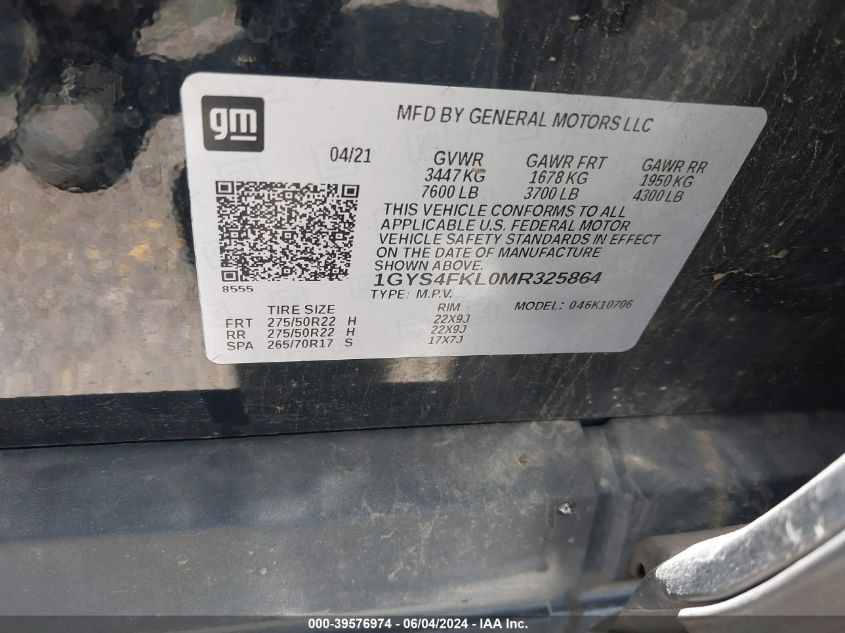 gm
MFD BY GENERAL MOTORS LLC
04/21 GVWR GAWR FRT GAWR RR
3447 KG 1678 KG 1950 KG
7600 LB 3700 LB 4300 LB
THIS VEHICLE CONFORMS TO ALL
APPLICABLE U.S. FEDERAL MOTOR
VEHICLE SAFETY STANDARDS IN EFFECT
ON THE DATE OF MANUFACTURE
SHOWN ABOVE.
1GYS4FKL0MR325864
8555
TYPE: M.P.V. MODEL: 046K10706
TIRE SIZE RIM
FRT 275/50R22 H 22X9J
RR 275/50R22 H 22X9J
SPA 265/70R17 S 17X7J
000-39576974 - 06/04/2024 - IAA Inc.